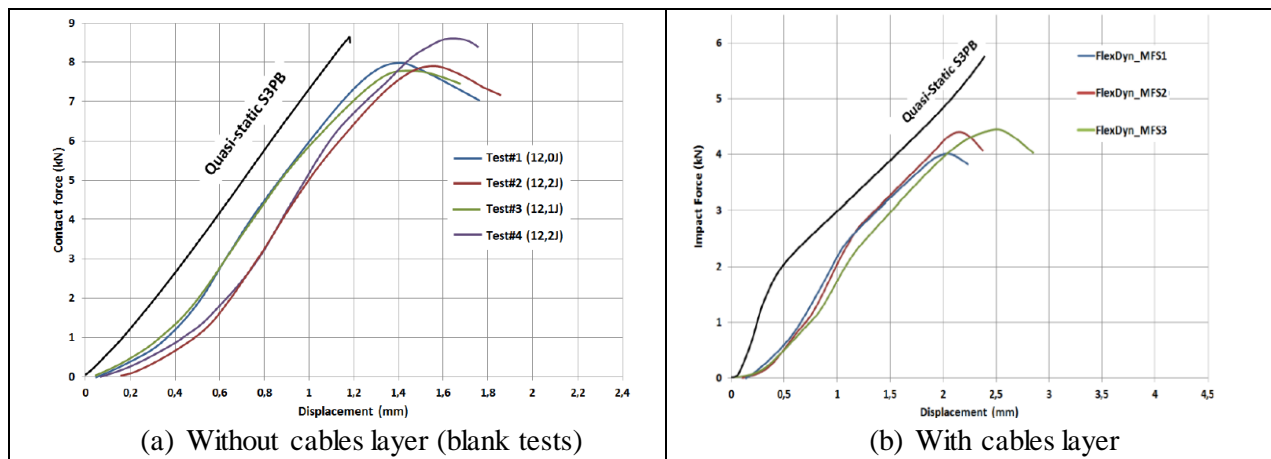 9
8
7
6
5
4
3
2
1
0
Contact force (kN)
Quasi-static S3PB
Test#1 (12,0J)
Test#2 (12,2J)
Test#3 (12,1J)
Test#4 (12,2J)
0 0,2 0,4 0,6 0,8 1 1,2 1,4 1,6 1,8 2 2,2 2,4
Displacement (mm)
(a) Without cables layer (blank tests)
6
5
4
3
2
1
0
Impact Force (kN)
Quasi-Static S3PB
FlexDyn_MFS1
FlexDyn_MFS2
FlexDyn_MFS3
0 0,5 1 1,5 2 2,5 3 3,5 4 4,5
Displacement (mm)
(b) With cables layer